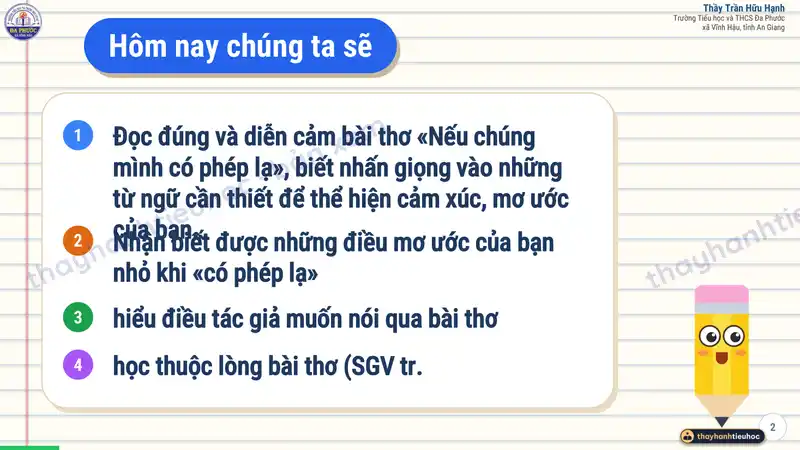 ĐA PHƯỚC
Thầy Trần Hữu Hạnh
Trường Tiểu học và THCS Đa Phước
xã Vĩnh Hậu, tỉnh An Giang
Hôm nay chúng ta sẽ
1 Đọc đúng và diễn cảm bài thơ «Nếu chúng
mình có phép lạ», biết nhấn giọng vào những
từ ngữ cần thiết để thể hiện cảm xúc, mơ ước
của bạn
2 Nhận biết được những điều mơ ước của bạn
nhỏ khi «có phép lạ»
3 hiểu điều tác giả muốn nói qua bài thơ
4 học thuộc lòng bài thơ (SGV tr.
thayhanhtieuhoc
2